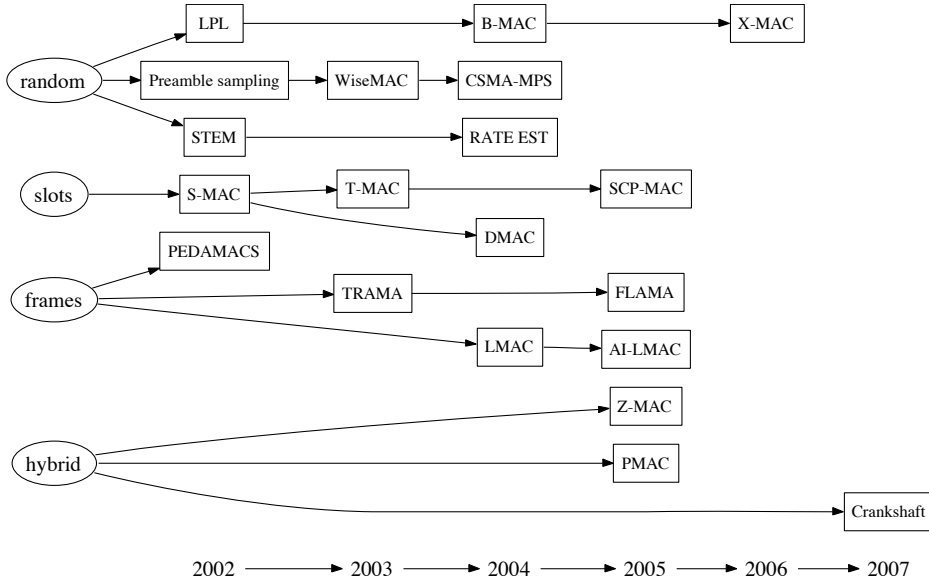 LPL B-MAC X-MAC
random Preamble sampling WiseMAC CSMA-MPS
STEM RATE EST
slots S-MAC T-MAC SCP-MAC
DMAC
PEDAMACS
frames TRAMA FLAMA
LMAC AI-LMAC
Z-MAC
hybrid PMAC
Crankshaft
2002 2003 2004 2005 2006 2007